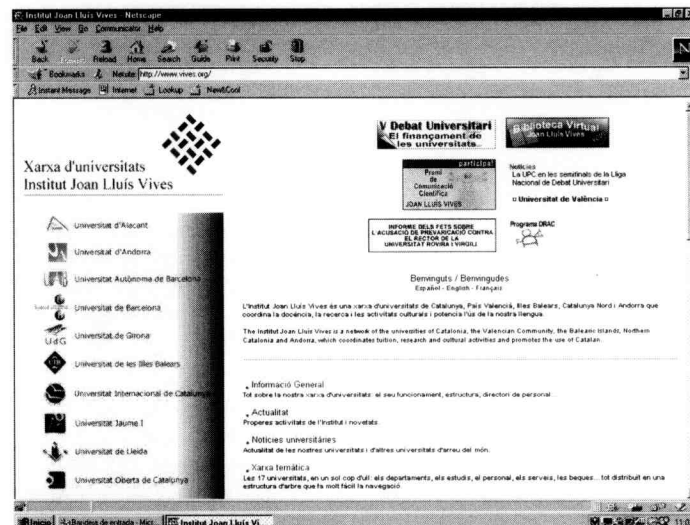 Institut Joan Lluís Vives - Netscape
File Edit View Go Communicator Help
Back Forward Reload Home Search Guide Print Security Stop
Bookmarks Netsite: http://www.vives.org/
Instant Message Internet Lookup New&Cool
Xarxa d'universitats
Institut Joan Lluís Vives
Universitat d'Alacant
Universitat d'Andorra
Universitat Autònoma de Barcelona
Universitat de Barcelona
UdG
Universitat de Girona
Universitat de les Illes Balears
Universitat Internacional de Catalunya
Universitat Jaume I
Universitat de Lleida
Universitat Oberta de Catalunya
V Debat Universitari
El finançament de
les universitats...
Biblioteca Virtual
Joan Lluís Vives
participa!
Premi
de
Comunicació
Científica
JOAN LLUÍS VIVES
Notícies
La UPC en les semifinals de la Lliga
Nacional de Debat Universitari
Universitat de València
INFORME DELS FETS SOBRE
L'ACUSACIÓ DE PREVARICACIÓ CONTRA
EL RECTOR DE LA
UNIVERSITAT ROVIRA I VIRGILI
Programa DRAC
Benvinguts / Benvingudes
Español - English - Français
L'Institut Joan Lluís Vives és una xarxa d'universitats de Catalunya, País Valencià, Illes Balears, Catalunya Nord i Andorra que
coordina la docència, la recerca i les activitats culturals i potencia l'ús de la nostra llengua.
The Institut Joan Lluís Vives is a network of the universities of Catalonia, the Valencian Community, the Balearic Islands, Northern
Catalonia and Andorra, which coordinates tuition, research and cultural activities and promotes the use of Catalan.
Informació General
Tot sobre la nostra xarxa d'universitats: el seu funcionament, estructura, directori de personal...
Actualitat
Properes activitats de l'Institut i novetats.
Notícies universitàries
Actualitat de les nostres universitats i d'altres universitats d'arreu del món.
Xarxa temàtica
Les 17 universitats, en un sol cop d'ull: els departaments, els estudis, el personal, els serveis, les beques... tot distribuït en una
estructura d'arbre que fa molt fàcil la navegació.
Inicio Bandeja de entrada - Micr... Institut Joan Lluís Vi...